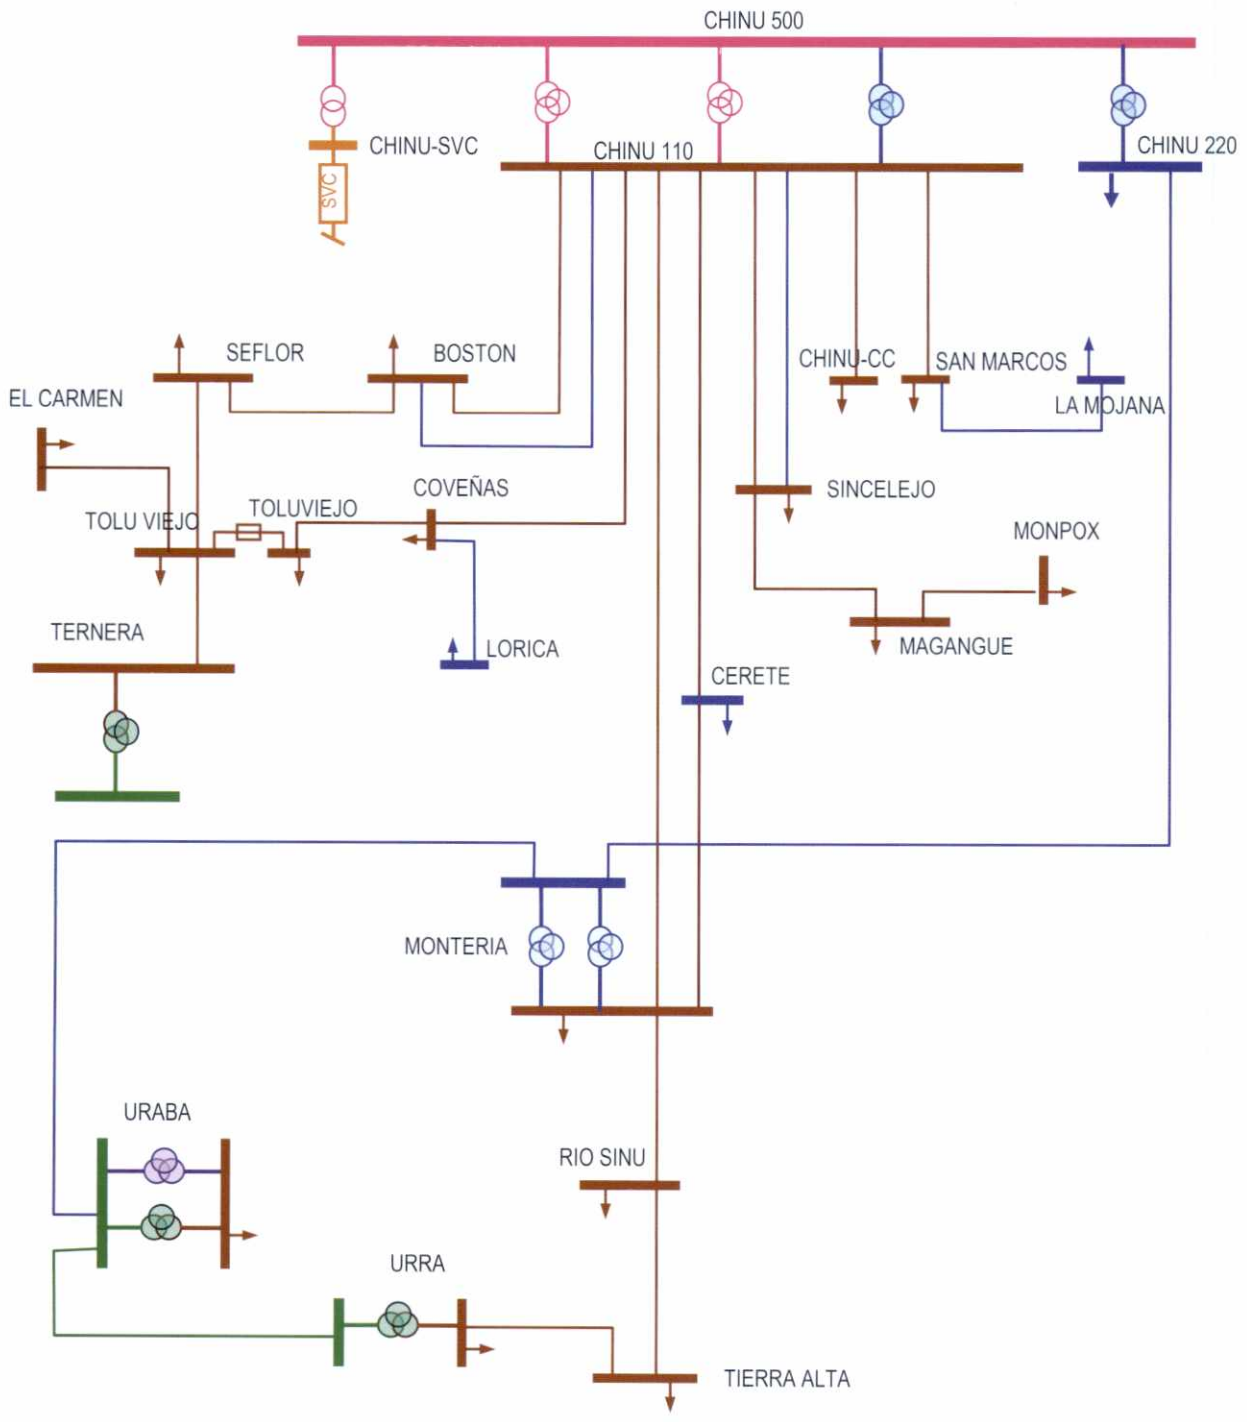 CHINU 500
CHINU-SVC
SVC
CHINU 110
CHINU 220
SEFLOR
BOSTON
CHINU-CC
SAN MARCOS
LA MOJANA
EL CARMEN
COVEÑAS
SINCELEJO
TOLU VIEJO
TOLUVIEJO
MONPOX
TERNERA
LORICA
MAGANGUE
CERETE
MONTERIA
URABA
RIO SINU
URRA
TIERRA ALTA